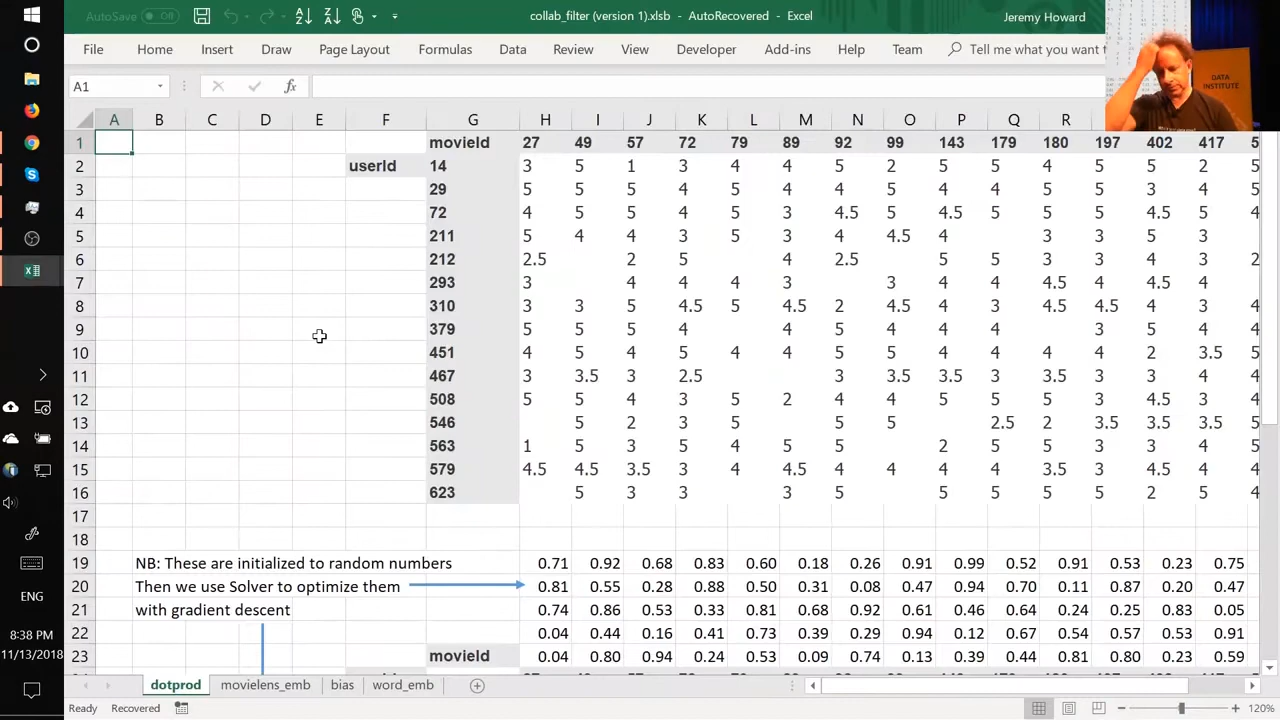 AutoSave Off collab_filter (version 1).xlsb - AutoRecovered - Excel Jeremy Howard
File Home Insert Draw Page Layout Formulas Data Review View Developer Add-ins Help Team Tell me what you want t
A1 fx
A B C D E F G H I J K L M N O P Q R
1 movieId 27 49 57 72 79 89 92 99 143 179 180 197 402 417 5
2 userId 14 3 5 1 3 4 4 5 2 5 5 4 5 5 2 5
3 29 5 5 5 4 5 4 4 5 4 4 5 5 3 4 5
4 72 4 5 5 4 5 3 4.5 5 4.5 5 5 5 4.5 5 4
5 211 5 4 4 3 5 3 4 4.5 4 3 3 5 3
6 212 2.5 2 5 4 2.5 5 5 3 3 4 3 2
7 293 3 4 4 4 3 3 4 4 4.5 4 4.5 4
8 310 3 3 5 4.5 5 4.5 2 4.5 4 3 4.5 4.5 4 3 4
9 379 5 5 5 4 4 5 4 4 4 3 5 4 4
10 451 4 5 4 5 4 4 5 5 4 4 4 4 2 3.5 5
11 467 3 3.5 3 2.5 3 3.5 3.5 3 3.5 3 3 4 4
12 508 5 5 4 3 5 2 4 4 5 5 5 3 4.5 3 4
13 546 5 2 3 5 5 5 2.5 2 3.5 3.5 3.5 5
14 563 1 5 3 5 4 5 5 2 5 5 3 3 4 5
15 579 4.5 4.5 3.5 3 4 4.5 4 4 4 4 3.5 3 4.5 4 4
16 623 5 3 3 3 5 5 5 5 5 2 5 4
17
18
19 NB: These are initialized to random numbers 0.71 0.92 0.68 0.83 0.60 0.18 0.26 0.91 0.99 0.52 0.91 0.53 0.23 0.75
20 Then we use Solver to optimize them 0.81 0.55 0.28 0.88 0.50 0.31 0.08 0.47 0.94 0.70 0.11 0.87 0.20 0.47
21 with gradient descent 0.74 0.86 0.53 0.33 0.81 0.68 0.92 0.61 0.46 0.64 0.24 0.25 0.83 0.05
22 0.04 0.44 0.16 0.41 0.73 0.39 0.29 0.94 0.12 0.67 0.54 0.57 0.53 0.91
23 movieId 0.04 0.80 0.94 0.24 0.53 0.09 0.74 0.13 0.39 0.44 0.81 0.80 0.23 0.59
dotprod movielens_emb bias word_emb
Ready Recovered 120%
ENG
8:38 PM
11/13/2018
DATA
INSTITUTE